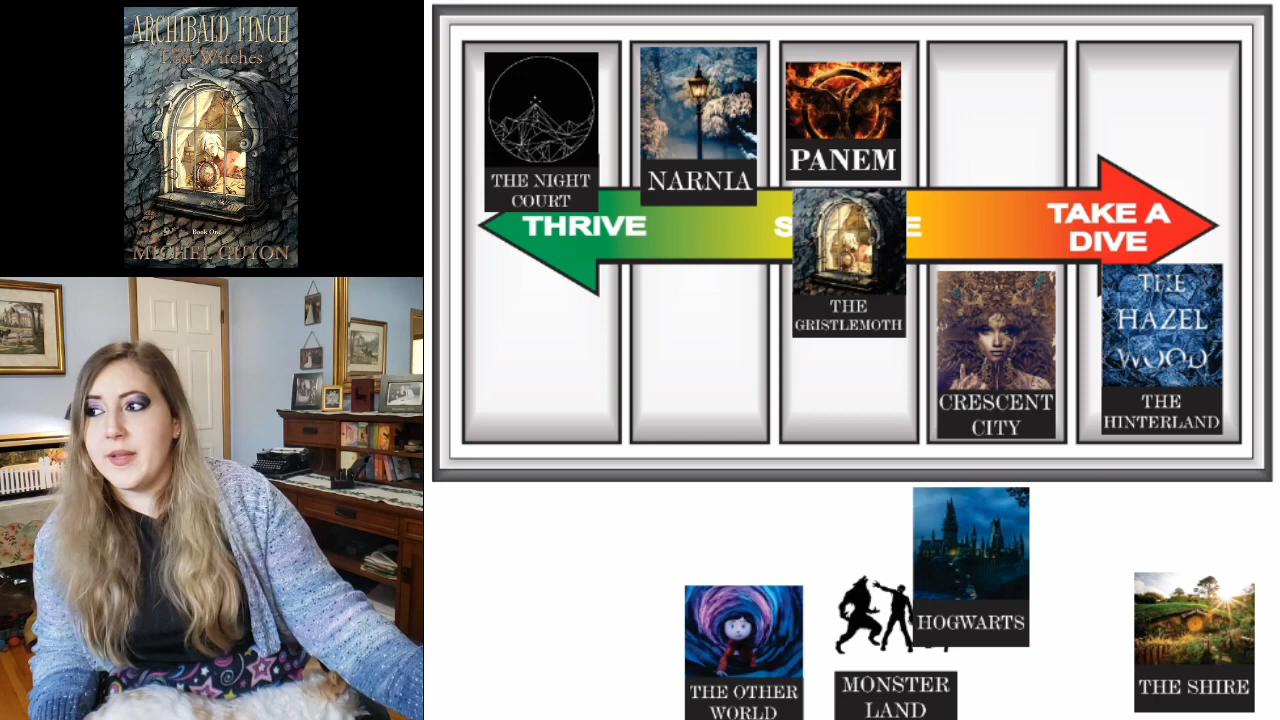 ARCHIBALD FINCH
Lost Witches
Book One
MICHEL GUYON
THE NIGHT
COURT
NARNIA
PANEM
THRIVE
S
E
TAKE A
DIVE
THE
GRISTLEMOTH
CRESCENT
CITY
THE
HAZEL
WOOD
THE
HINTERLAND
HOGWARTS
THE OTHER
WORLD
MONSTER
LAND
THE SHIRE